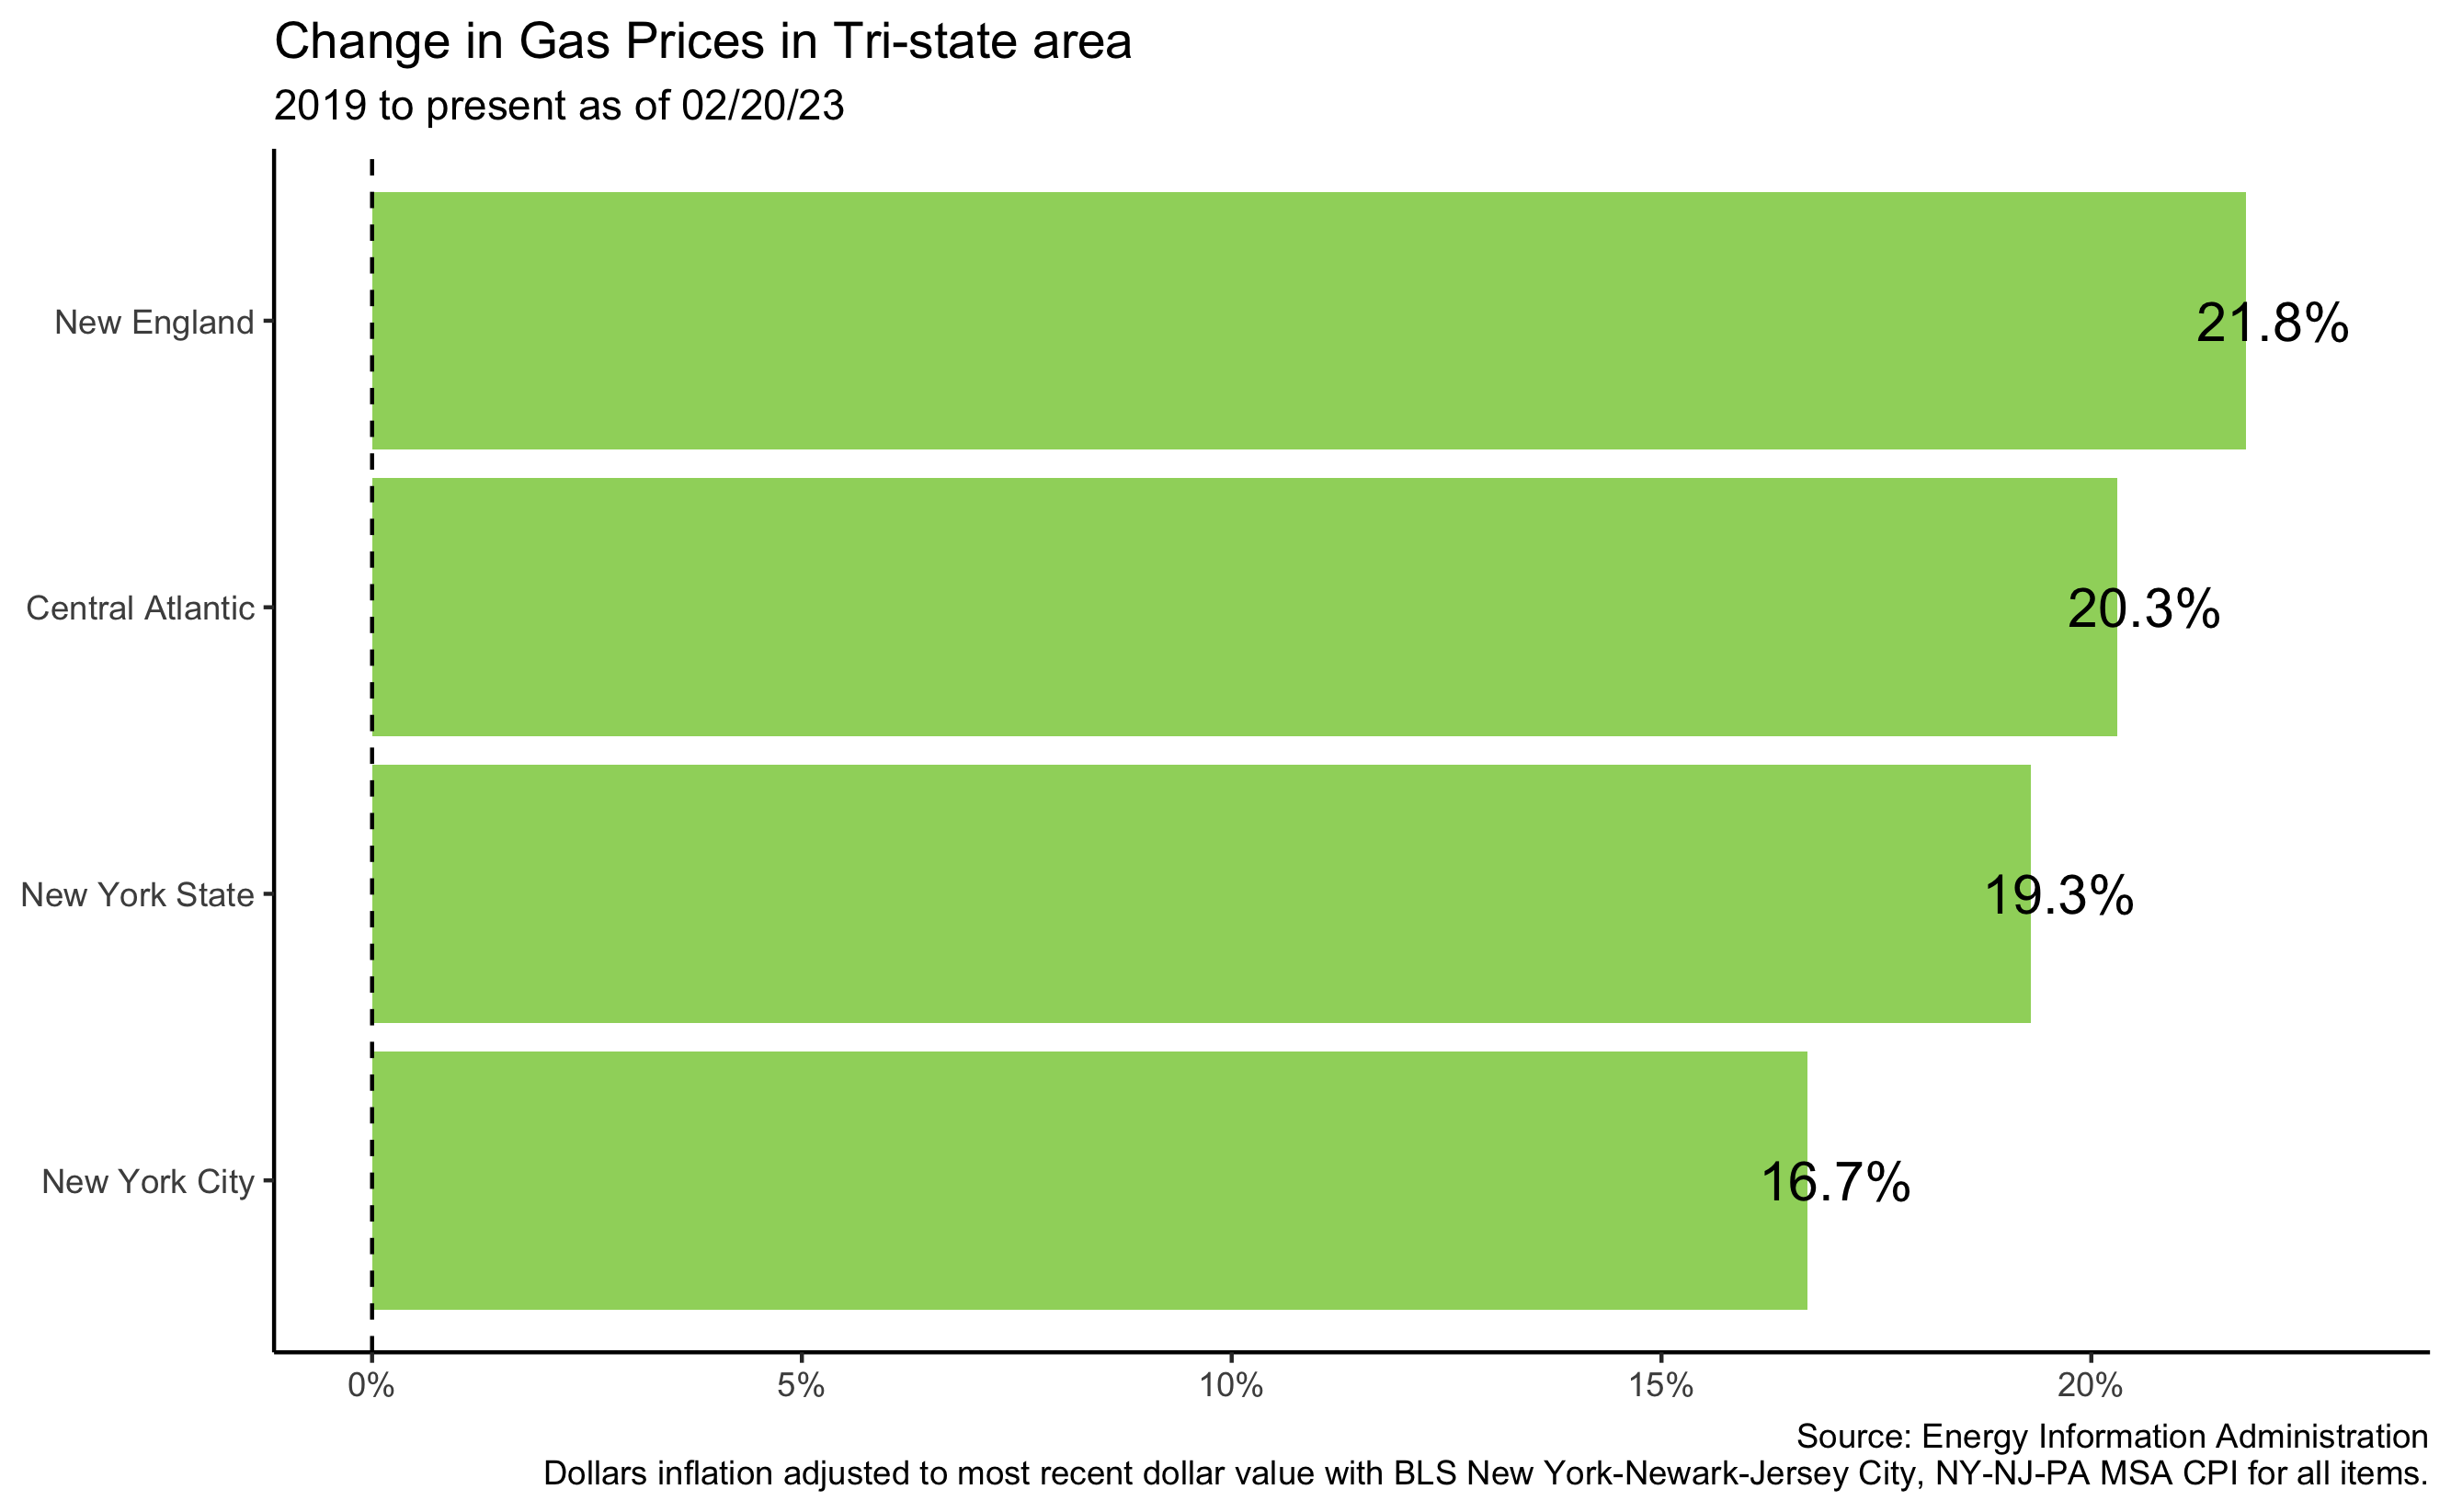 Change in Gas Prices in Tri-state area
2019 to present as of 02/20/23
New England
21.8%
Central Atlantic
20.3%
New York State
19.3%
New York City
16.7%
0% 5% 10% 15% 20%
Source: Energy Information Administration
Dollars inflation adjusted to most recent dollar value with BLS New York-Newark-Jersey City, NY-NJ-PA MSA CPI for all items.